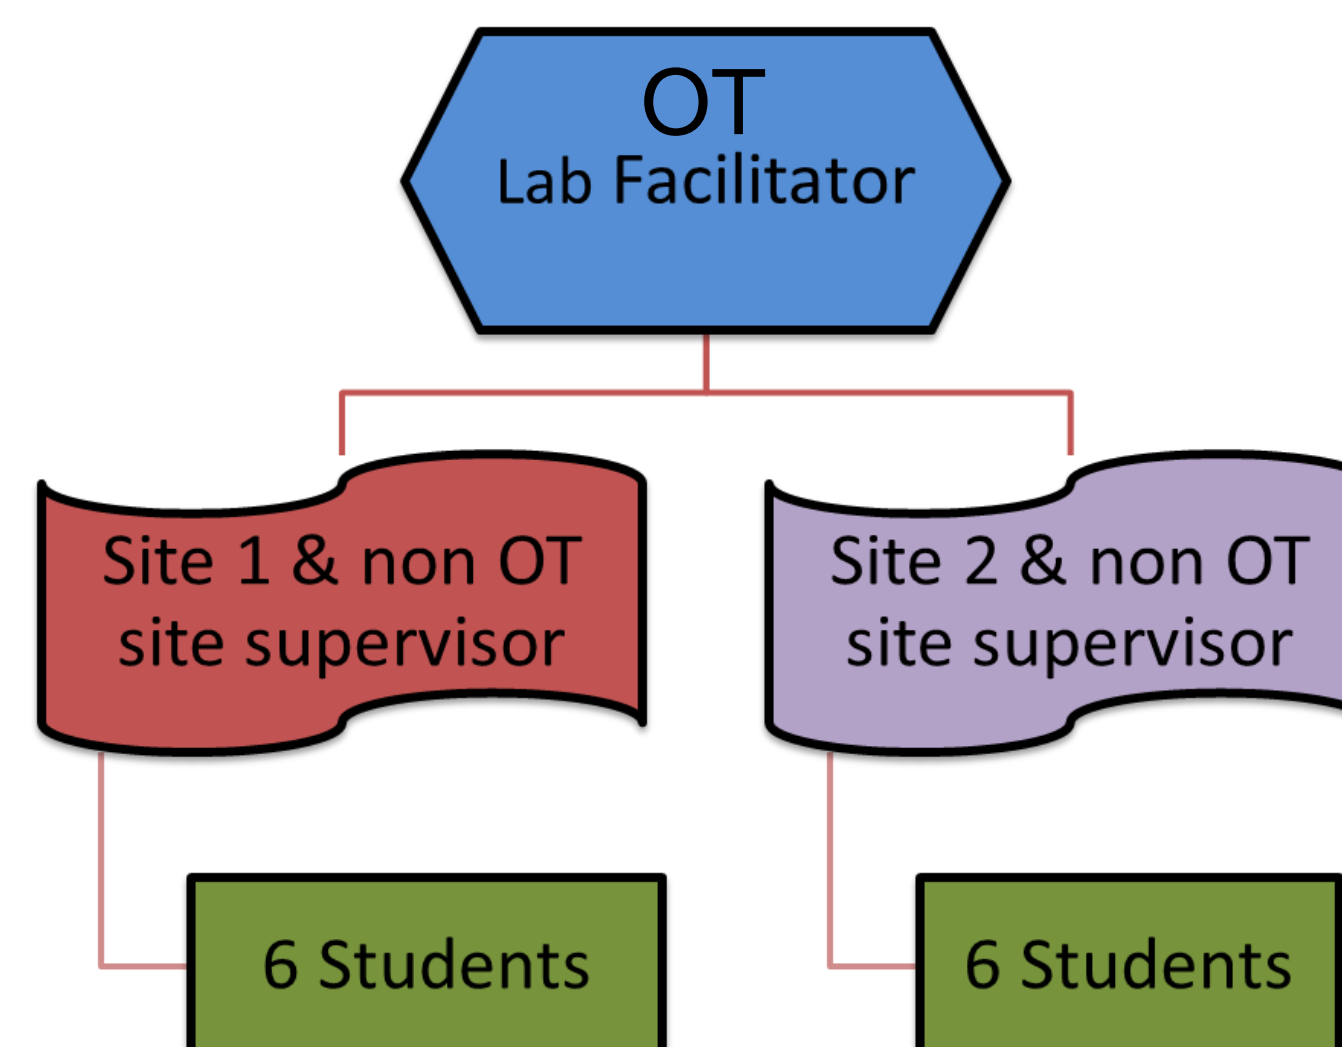 OT
Lab Facilitator
Site 1 & non OT
site supervisor
Site 2 & non OT
site supervisor
6 Students
6 Students